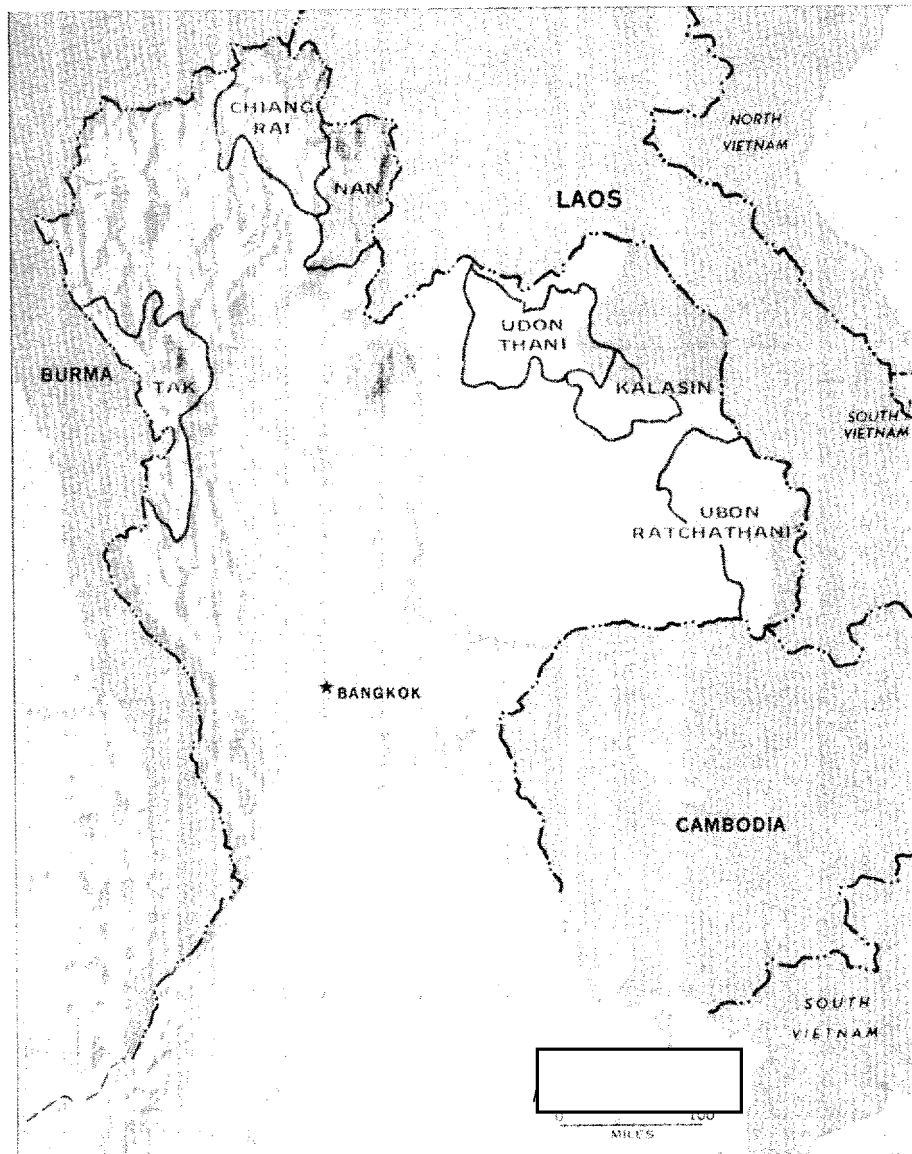 CHIANG
RAI
NORTH
VIETNAM
NAN
LAOS
UDON
THANI
BURMA
TAK
KALASIN
SOUTH
VIETNAM
UBON
RATCHATHANI
★BANGKOK
CAMBODIA
SOUTH
VIETNAM
0 100
MILES